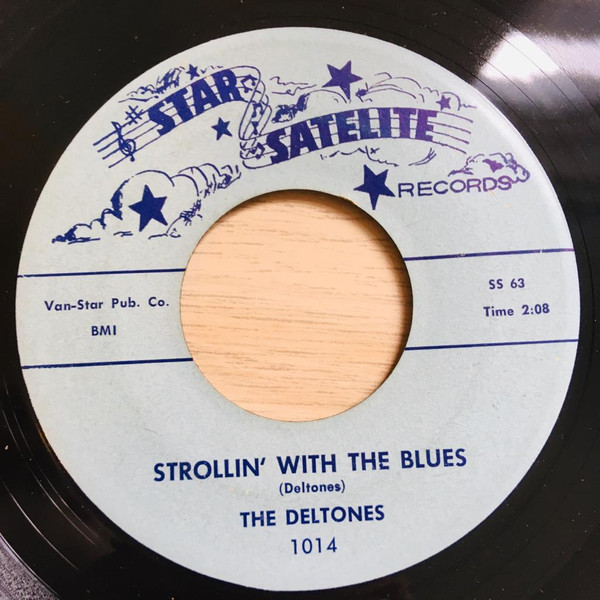 STAR
SATELITE
RECORDS
Van-Star Pub. Co.
BMI
SS 63
Time 2:08
STROLLIN' WITH THE BLUES
(Deltones)
THE DELTONES
1014